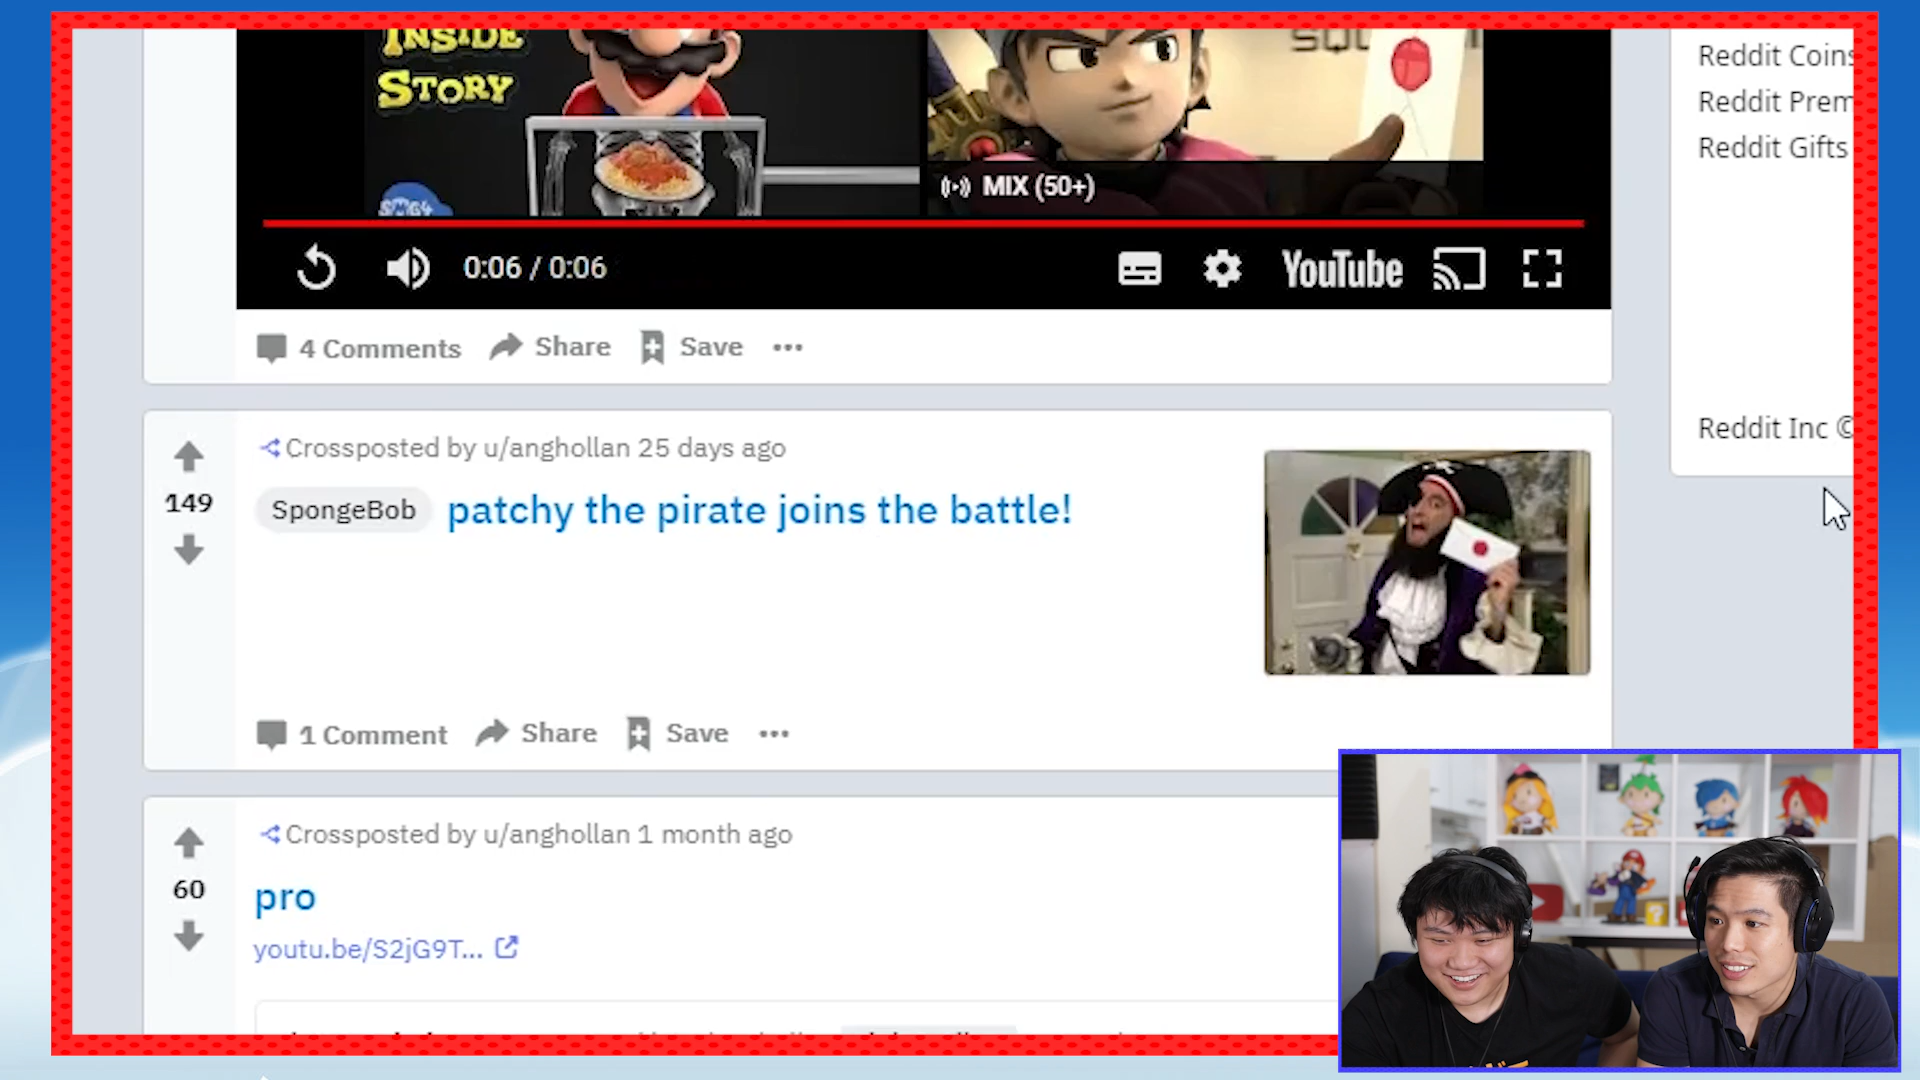 INSIDE
STORY
SMG4
MIX (50+)
0:06 / 0:06
YouTube
4 Comments
Share
Save
Reddit Coins
Reddit Prem
Reddit Gifts
Reddit Inc ©
Crossposted by u/anghollan 25 days ago
149
SpongeBob
patchy the pirate joins the battle!
1 Comment
Share
Save
Crossposted by u/anghollan 1 month ago
60
pro
youtu.be/S2jG9T...